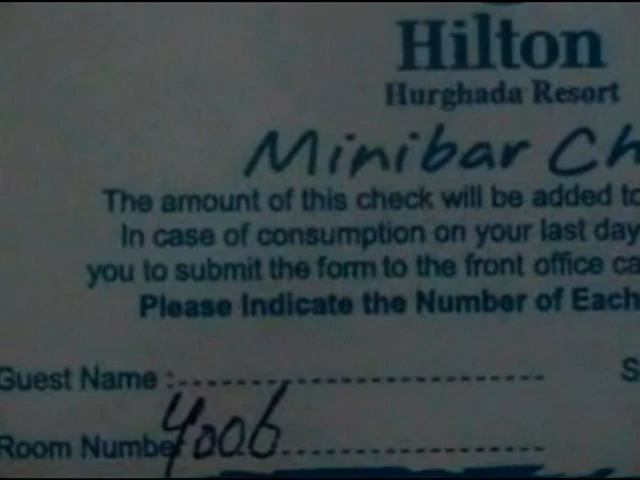 Hilton
Hurghada Resort
Minibar Ch
The amount of this check will be added to
In case of consumption on your last day
you to submit the form to the front office ca
Please Indicate the Number of Each
Guest Name :
S
Room Number 4006